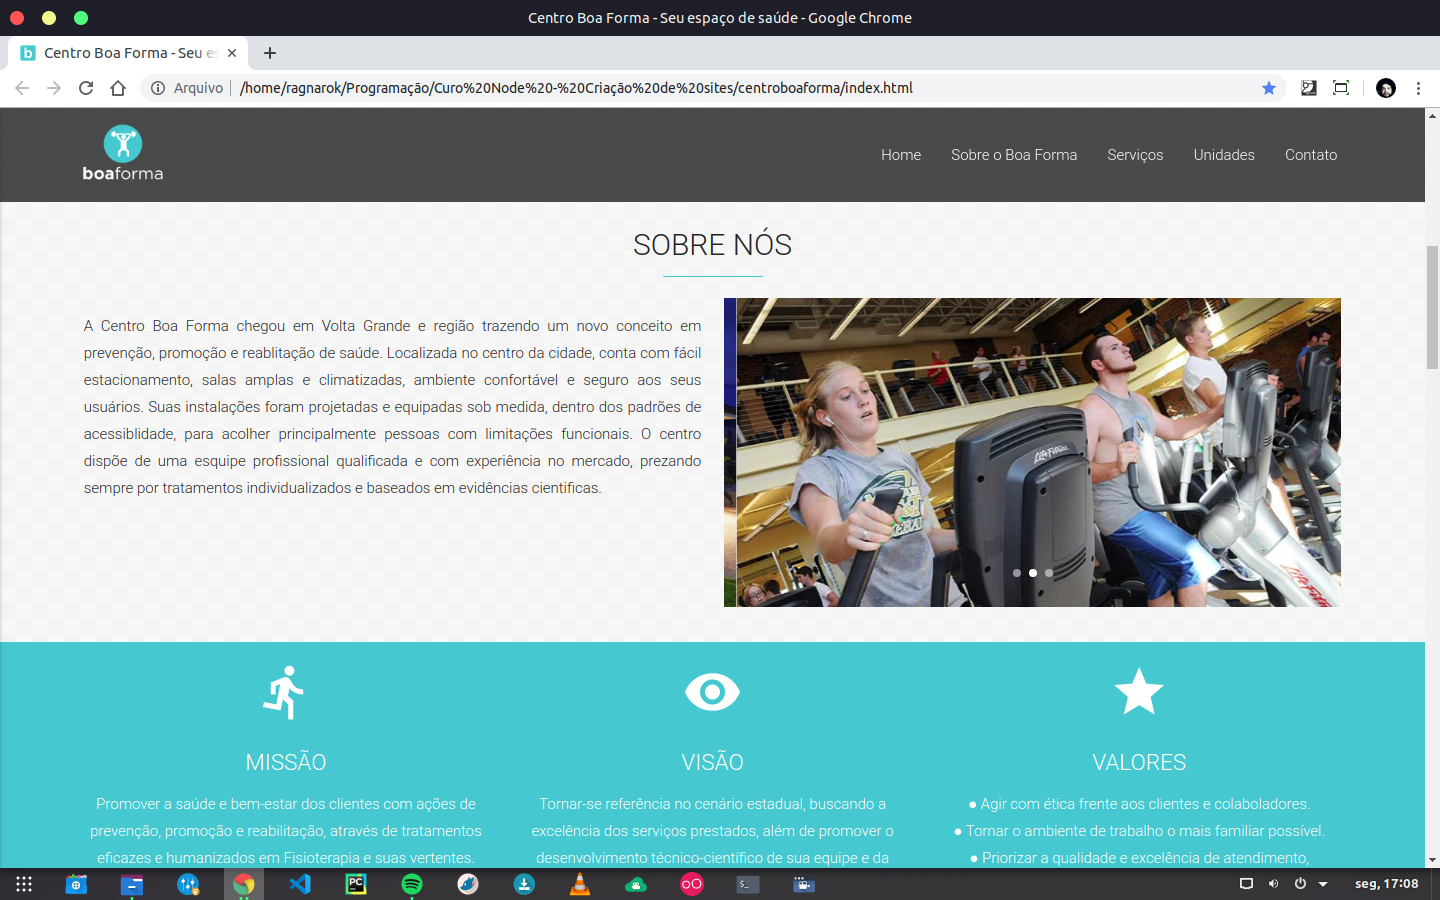 Centro Boa Forma - Seu espaço de saúde - Google Chrome
Centro Boa Forma - Seu es
Arquivo
/home/ragnarok/Programação/Curo%20Node%20-%20Criação%20de%20sites/centroboaforma/index.html
boaforma
Home Sobre o Boa Forma Serviços Unidades Contato
SOBRE NÓS
A Centro Boa Forma chegou em Volta Grande e região trazendo um novo conceito em
prevenção, promoção e reablitação de saúde. Localizada no centro da cidade, conta com fácil
estacionamento, salas amplas e climatizadas, ambiente confortável e seguro aos seus
usuários. Suas instalações foram projetadas e equipadas sob medida, dentro dos padrões de
acessiblidade, para acolher principalmente pessoas com limitações funcionais. O centro
dispõe de uma esquipe profissional qualificada e com experiência no mercado, prezando
sempre por tratamentos individualizados e baseados em evidências cientificas.
Life Fitness
Life Fitness
MISSÃO
Promover a saúde e bem-estar dos clientes com ações de
prevenção, promoção e reabilitação, através de tratamentos
eficazes e humanizados em Fisioterapia e suas vertentes.
VISÃO
Tornar-se referência no cenário estadual, buscando a
excelência dos serviços prestados, além de promover o
desenvolvimento técnico-científico de sua equipe e da
VALORES
● Agir com ética frente aos clientes e colaboladores.
● Tornar o ambiente de trabalho o mais familiar possível.
● Priorizar a qualidade e excelência de atendimento,
PC
seg, 17:08